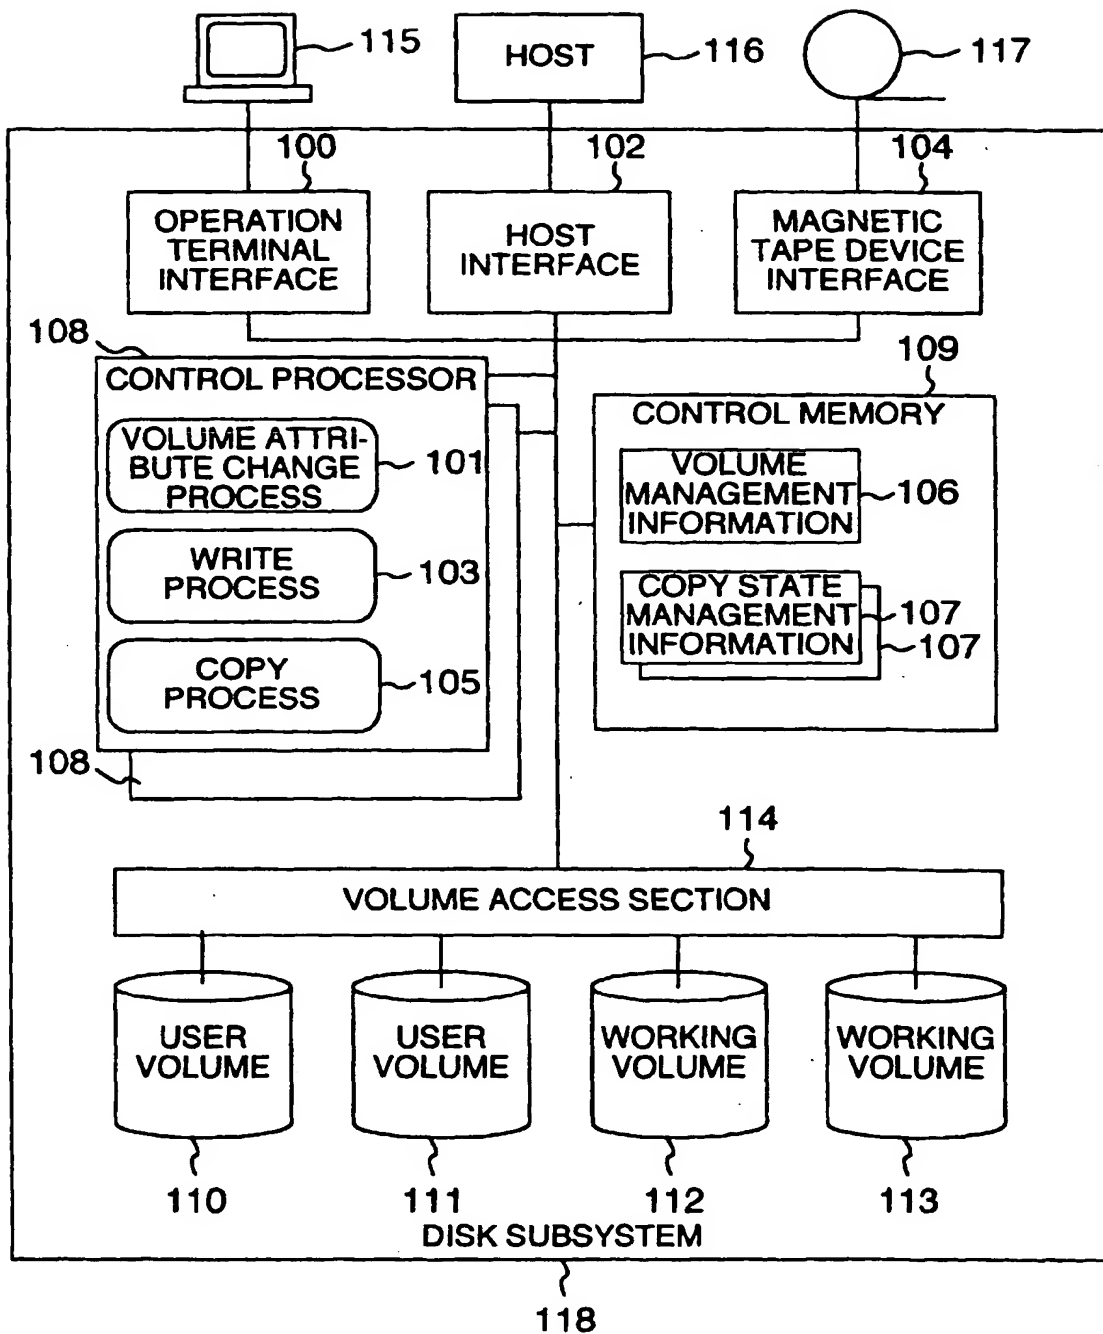 115
HOST
116
117
100
102
104
OPERATION
TERMINAL
INTERFACE
HOST
INTERFACE
MAGNETIC
TAPE DEVICE
INTERFACE
108
109
CONTROL PROCESSOR
VOLUME ATTRI-
BUTE CHANGE
PROCESS
101
WRITE
PROCESS
103
COPY
PROCESS
105
108
CONTROL MEMORY
VOLUME
MANAGEMENT
INFORMATION
106
COPY STATE
MANAGEMENT
INFORMATION
107
107
114
VOLUME ACCESS SECTION
USER
VOLUME
USER
VOLUME
WORKING
VOLUME
WORKING
VOLUME
110
111
112
113
DISK SUBSYSTEM
118